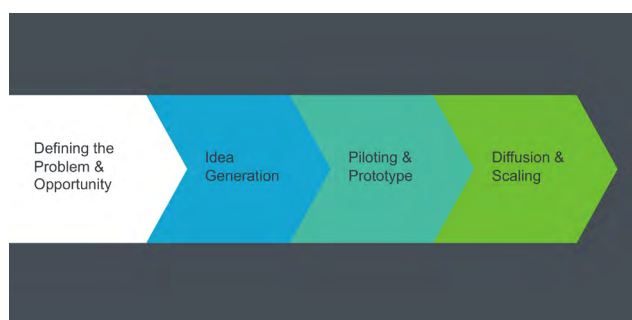 Defining the
Problem &
Opportunity
Idea
Generation
Piloting &
Prototype
Diffusion &
Scaling